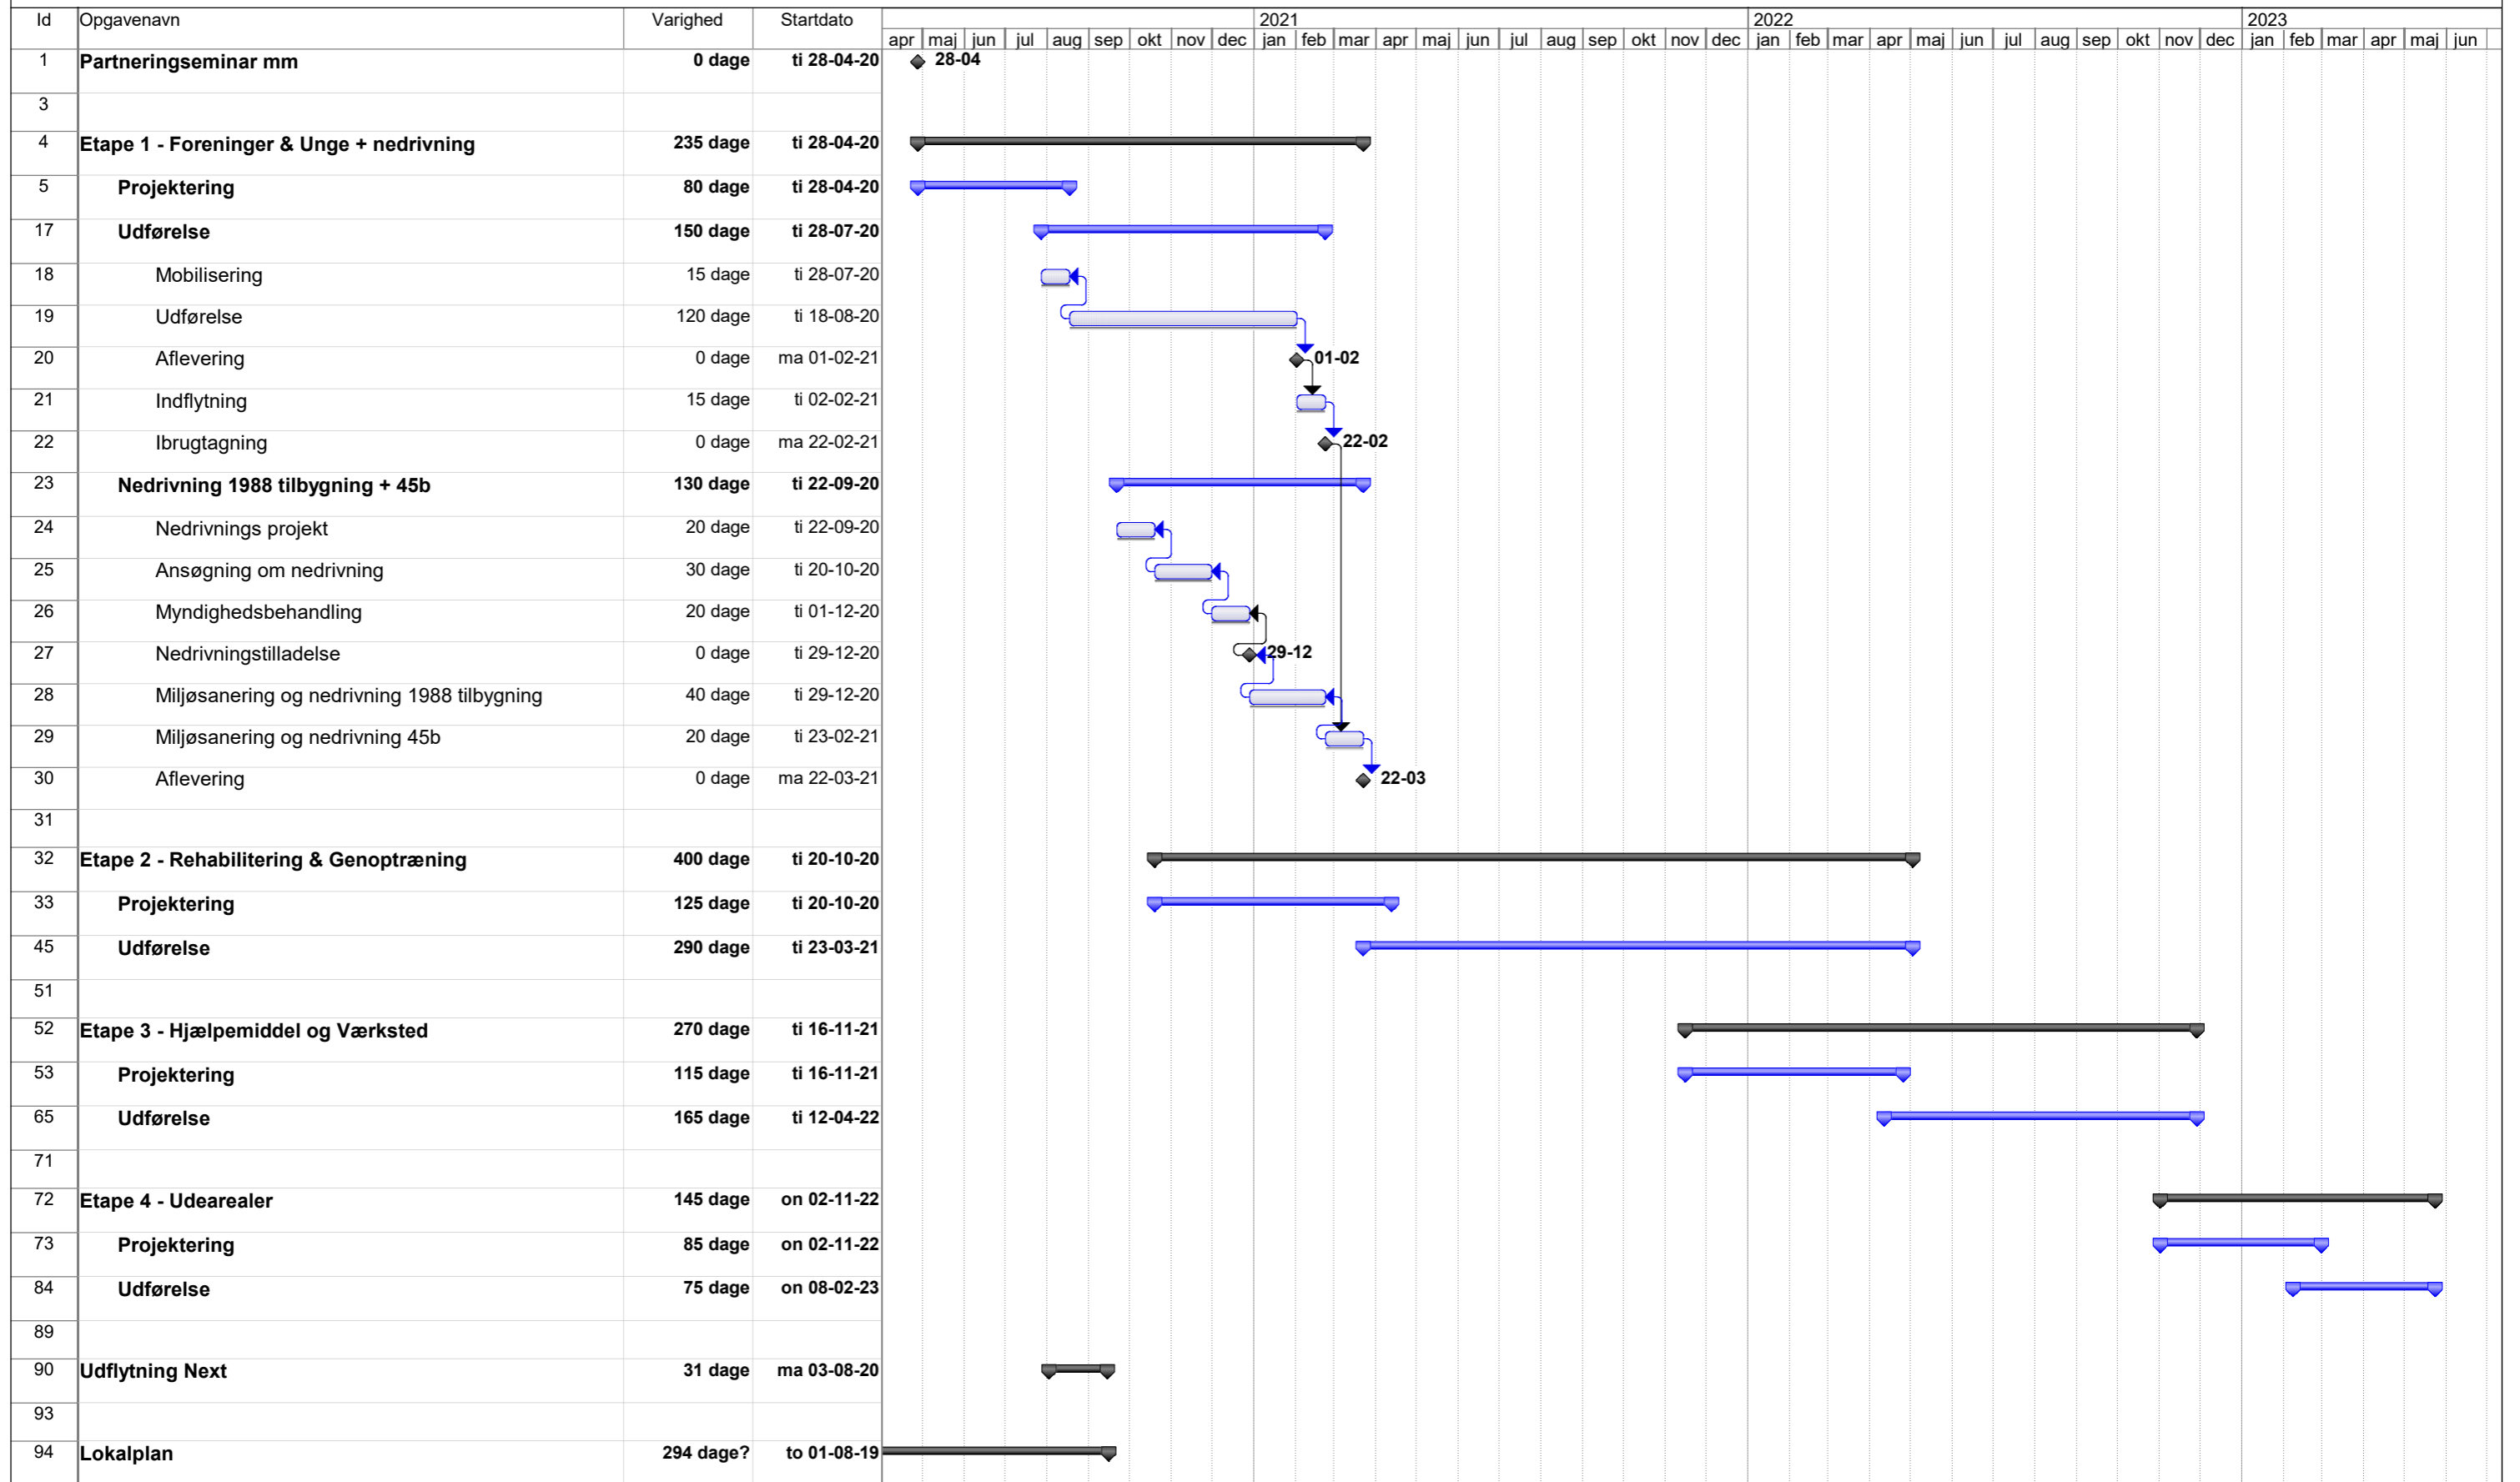 Id Opgavenavn Varighed Startdato 2021 2022 2023
apr maj jun jul aug sep okt nov dec jan feb mar apr maj jun jul aug sep okt nov dec jan feb mar apr maj jun jul aug sep okt nov dec jan feb mar apr maj jun
1 Partneringseminar mm 0 dage ti 28-04-20 28-04
3
4 Etape 1 - Foreninger & Unge + nedrivning 235 dage ti 28-04-20
5 Projektering 80 dage ti 28-04-20
17 Udførelse 150 dage ti 28-07-20
18 Mobilisering 15 dage ti 28-07-20
19 Udførelse 120 dage ti 18-08-20
20 Aflevering 0 dage ma 01-02-21 01-02
21 Indflytning 15 dage ti 02-02-21
22 Ibrugtagning 0 dage ma 22-02-21 22-02
23 Nedrivning 1988 tilbygning + 45b 130 dage ti 22-09-20
24 Nedrivnings projekt 20 dage ti 22-09-20
25 Ansøgning om nedrivning 30 dage ti 20-10-20
26 Myndighedsbehandling 20 dage ti 01-12-20
27 Nedrivningstilladelse 0 dage ti 29-12-20 29-12
28 Miljøsanering og nedrivning 1988 tilbygning 40 dage ti 29-12-20
29 Miljøsanering og nedrivning 45b 20 dage ti 23-02-21
30 Aflevering 0 dage ma 22-03-21 22-03
31
32 Etape 2 - Rehabilitering & Genoptræning 400 dage ti 20-10-20
33 Projektering 125 dage ti 20-10-20
45 Udførelse 290 dage ti 23-03-21
51
52 Etape 3 - Hjælpemiddel og Værksted 270 dage ti 16-11-21
53 Projektering 115 dage ti 16-11-21
65 Udførelse 165 dage ti 12-04-22
71
72 Etape 4 - Udearealer 145 dage on 02-11-22
73 Projektering 85 dage on 02-11-22
84 Udførelse 75 dage on 08-02-23
89
90 Udflytning Next 31 dage ma 03-08-20
93
94 Lokalplan 294 dage? to 01-08-19